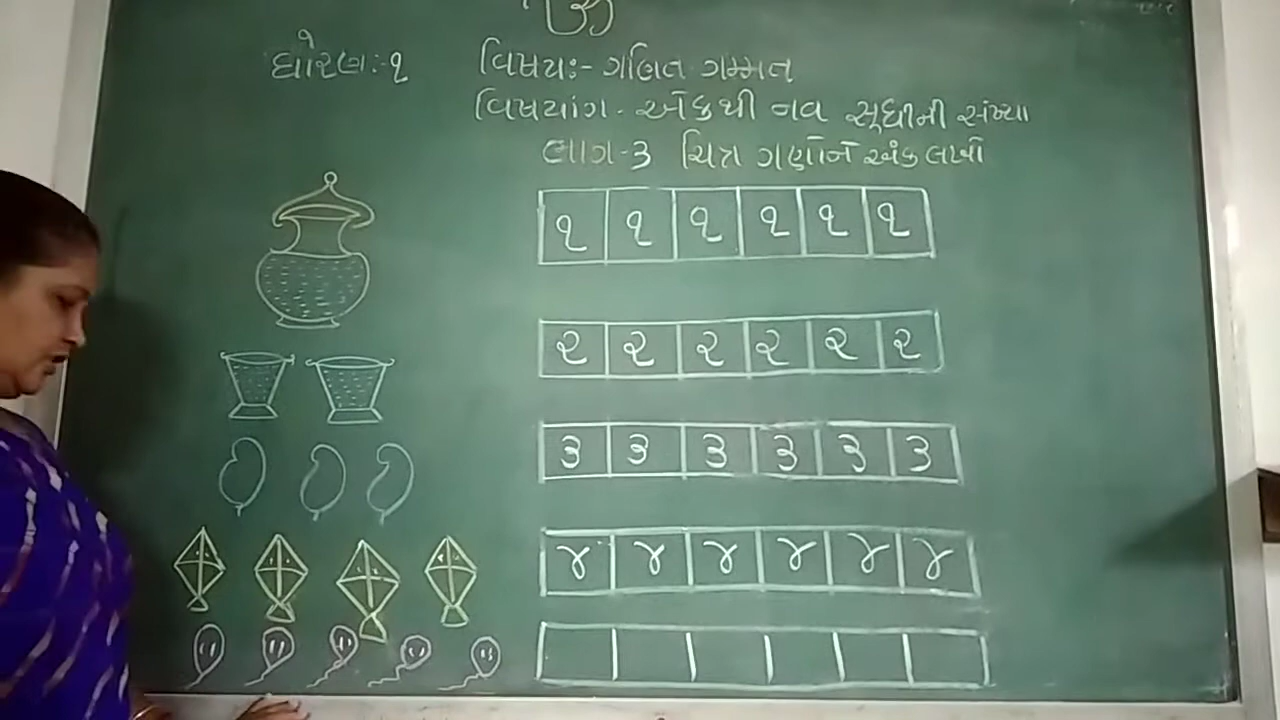 ૐ
ધોરણ:-૧
વિષય:- ગણિત ગમ્મત
વિષયાંગ - એકથી નવ સૂધીની સંખ્યા
ભાગ-૩ ચિત્ર ગણીને અંક લખો
૧ ૧ ૧ ૧ ૧ ૧
૨ ૨ ૨ ૨ ૨ ૨
૩ ૩ ૩ ૩ ૩ ૩
૪ ૪ ૪ ૪ ૪ ૪